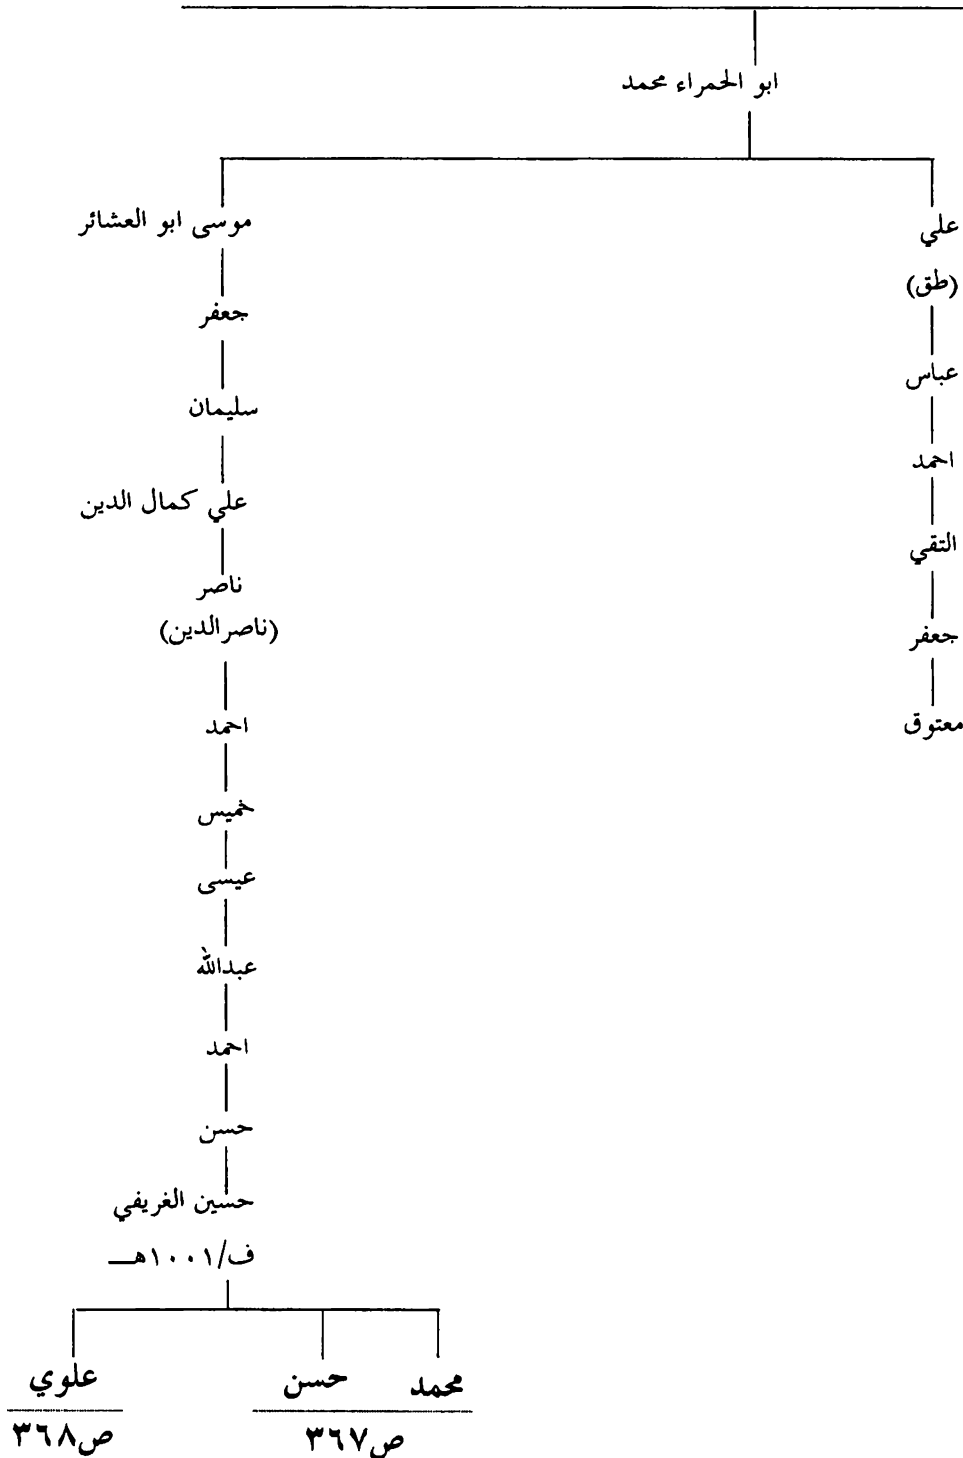 ابو الحمراء محمد
علي
(طق)
عباس
احمد
التقي
جعفر
معتوق
موسى ابو العشائر
جعفر
سليمان
علي كمال الدين
ناصر
(ناصرالدين)
احمد
خميس
عيسى
عبدالله
احمد
حسن
حسين الغريفي
ف/١٠٠١هـ
محمد حسن علوي
ص٣٦٧ ص٣٦٨